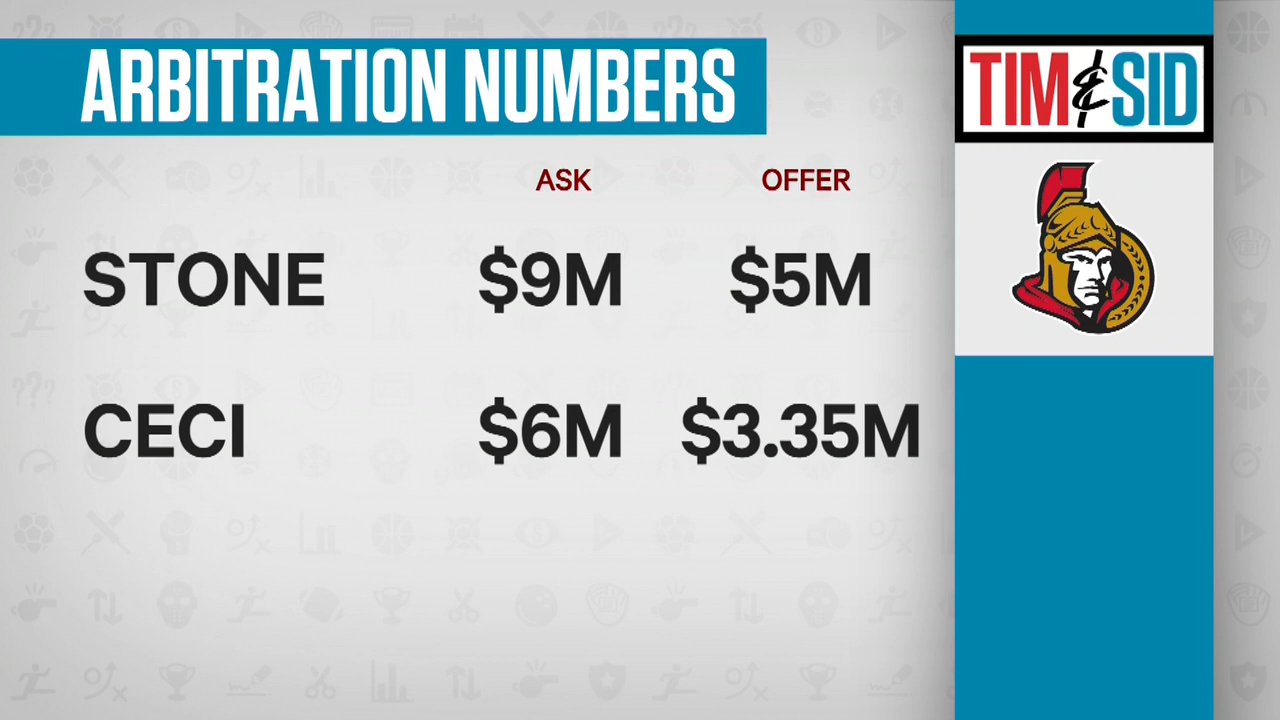 ARBITRATION NUMBERS
TIM & SID
ASK OFFER
STONE $9M $5M
CECI $6M $3.35M